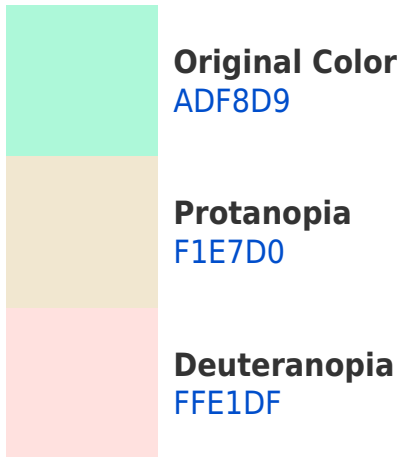 Original Color
ADF8D9
Protanopia
F1E7D0
Deuteranopia
FFE1DF